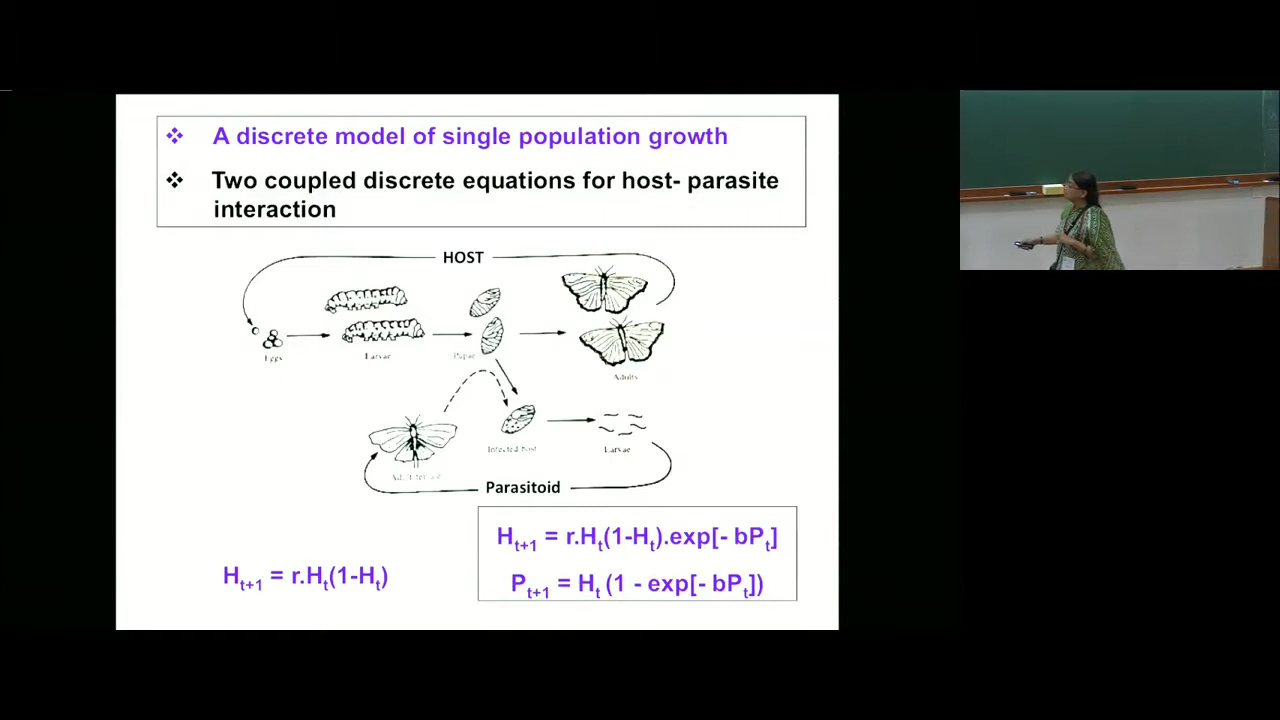 ❖ A discrete model of single population growth
❖ Two coupled discrete equations for host- parasite
interaction
HOST
Eggs
Larvae
Pupae
Adults
Infected host
Larvae
Parasitoid
Hₜ₊₁ = r.Hₜ(1-Hₜ).exp[- bPₜ]
Hₜ₊₁ = r.Hₜ(1-Hₜ)
Pₜ₊₁ = Hₜ (1 - exp[- bPₜ])